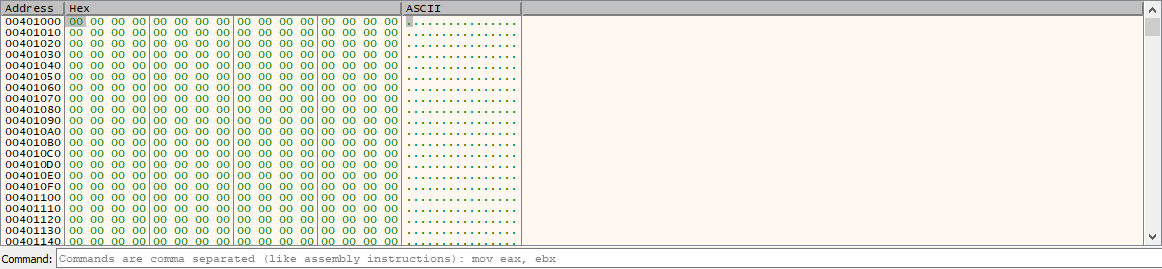 Address Hex ASCII
00401000 00 00 00 00 00 00 00 00 00 00 00 00 00 00 00 00 ................
00401010 00 00 00 00 00 00 00 00 00 00 00 00 00 00 00 00 ................
00401020 00 00 00 00 00 00 00 00 00 00 00 00 00 00 00 00 ................
00401030 00 00 00 00 00 00 00 00 00 00 00 00 00 00 00 00 ................
00401040 00 00 00 00 00 00 00 00 00 00 00 00 00 00 00 00 ................
00401050 00 00 00 00 00 00 00 00 00 00 00 00 00 00 00 00 ................
00401060 00 00 00 00 00 00 00 00 00 00 00 00 00 00 00 00 ................
00401070 00 00 00 00 00 00 00 00 00 00 00 00 00 00 00 00 ................
00401080 00 00 00 00 00 00 00 00 00 00 00 00 00 00 00 00 ................
00401090 00 00 00 00 00 00 00 00 00 00 00 00 00 00 00 00 ................
004010A0 00 00 00 00 00 00 00 00 00 00 00 00 00 00 00 00 ................
004010B0 00 00 00 00 00 00 00 00 00 00 00 00 00 00 00 00 ................
004010C0 00 00 00 00 00 00 00 00 00 00 00 00 00 00 00 00 ................
004010D0 00 00 00 00 00 00 00 00 00 00 00 00 00 00 00 00 ................
004010E0 00 00 00 00 00 00 00 00 00 00 00 00 00 00 00 00 ................
004010F0 00 00 00 00 00 00 00 00 00 00 00 00 00 00 00 00 ................
00401100 00 00 00 00 00 00 00 00 00 00 00 00 00 00 00 00 ................
00401110 00 00 00 00 00 00 00 00 00 00 00 00 00 00 00 00 ................
00401120 00 00 00 00 00 00 00 00 00 00 00 00 00 00 00 00 ................
00401130 00 00 00 00 00 00 00 00 00 00 00 00 00 00 00 00 ................
00401140 00 00 00 00 00 00 00 00 00 00 00 00 00 00 00 00 ................
Command: Commands are comma separated (like assembly instructions): mov eax, ebx